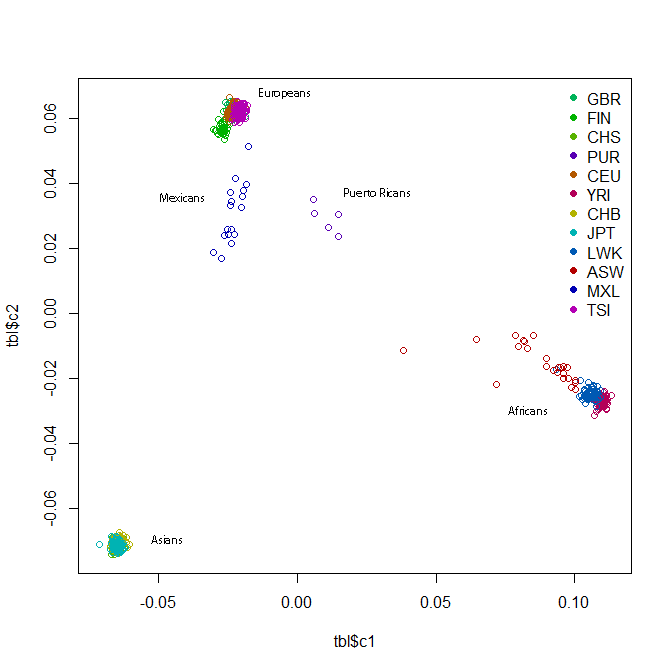 Europeans
Mexicans
Puerto Ricans
Africans
Asians
GBR
FIN
CHS
PUR
CEU
YRI
CHB
JPT
LWK
ASW
MXL
TSI
0.06
0.04
0.02
0.00
-0.02
-0.04
-0.06
tbl$c2
-0.05
0.00
0.05
0.10
tbl$c1